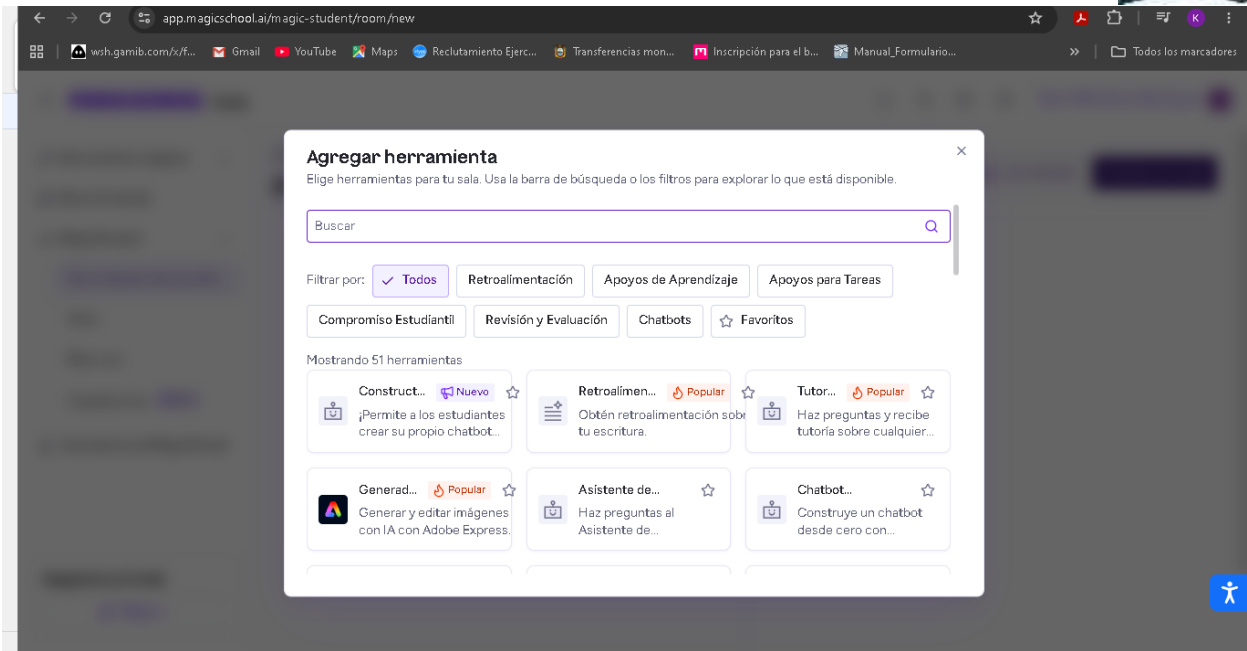 app.magicschool.ai/magic-student/room/new
K
wsh.gamib.com/x/f... Gmail YouTube Maps Reclutamiento Ejerc... Transferencias mon... Inscripción para el b... Manual_Formulario... » Todos los marcadores
Agregar herramienta
Elige herramientas para tu sala. Usa la barra de búsqueda o los filtros para explorar lo que está disponible.
Buscar
Filtrar por: Todos Retroalimentación Apoyos de Aprendizaje Apoyos para Tareas
Compromiso Estudiantil Revisión y Evaluación Chatbots Favoritos
Mostrando 51 herramientas
Construct... Nuevo
¡Permite a los estudiantes
crear su propio chatbot...
Retroalimen... Popular
Obtén retroalimentación sobr
tu escritura.
Tutor... Popular
Haz preguntas y recibe
tutoría sobre cualquier...
Generad... Popular
Generar y editar imágenes
con IA con Adobe Express.
Asistente de...
Haz preguntas al
Asistente de...
Chatbot...
Construye un chatbot
desde cero con...